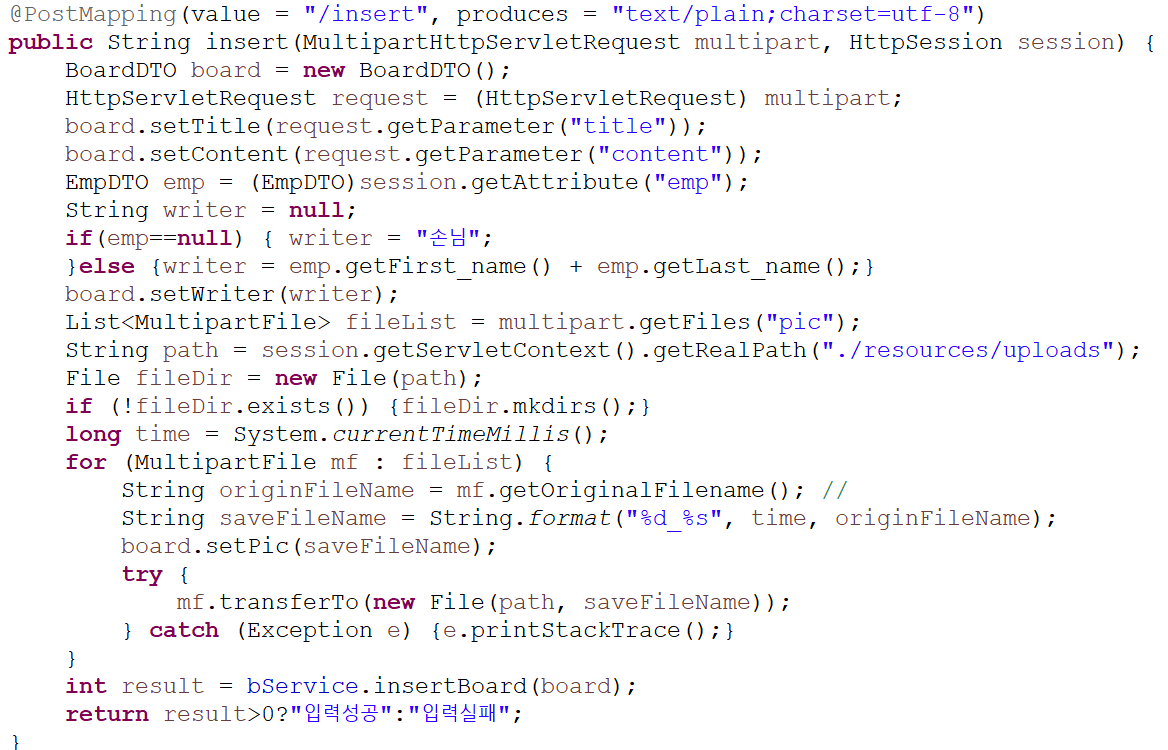 @PostMapping(value = "/insert", produces = "text/plain;charset=utf-8")
public String insert(MultipartHttpServletRequest multipart, HttpSession session) {
    BoardDTO board = new BoardDTO();
    HttpServletRequest request = (HttpServletRequest) multipart;
    board.setTitle(request.getParameter("title"));
    board.setContent(request.getParameter("content"));
    EmpDTO emp = (EmpDTO)session.getAttribute("emp");
    String writer = null;
    if(emp==null) { writer = "손님";
    }else {writer = emp.getFirst_name() + emp.getLast_name();}
    board.setWriter(writer);
    List<MultipartFile> fileList = multipart.getFiles("pic");
    String path = session.getServletContext().getRealPath("./resources/uploads");
    File fileDir = new File(path);
    if (!fileDir.exists()) {fileDir.mkdirs();}
    long time = System.currentTimeMillis();
    for (MultipartFile mf : fileList) {
        String originFileName = mf.getOriginalFilename(); //
        String saveFileName = String.format("%d_%s", time, originFileName);
        board.setPic(saveFileName);
        try {
            mf.transferTo(new File(path, saveFileName));
        } catch (Exception e) {e.printStackTrace();}
    }
    int result = bService.insertBoard(board);
    return result>0?"입력성공":"입력실패";
}